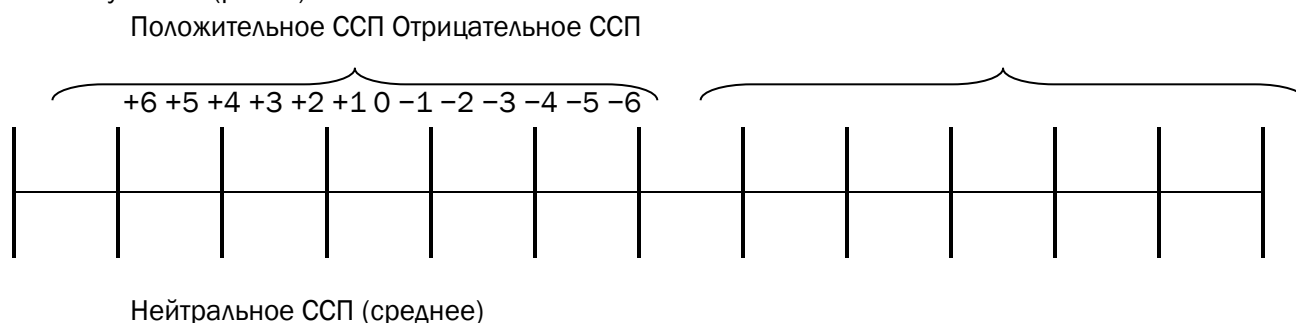 Положительное ССП Отрицательное ССП
+6 +5 +4 +3 +2 +1 0 −1 −2 −3 −4 −5 −6
Нейтральное ССП (среднее)